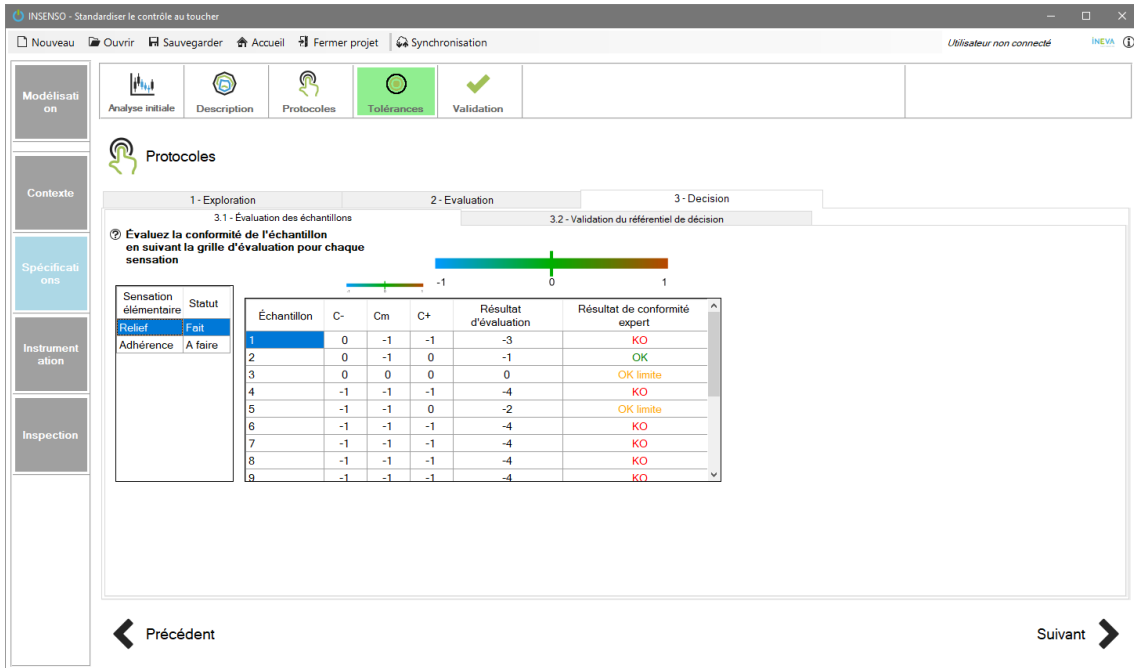 INSENSO - Standardiser le contrôle au toucher
Nouveau Ouvrir Sauvegarder Accueil Fermer projet Synchronisation Utilisateur non connecté INEVA
Modélisati
on
Analyse initiale Description Protocoles Tolérances Validation
Protocoles
Contexte
1 - Exploration 2 - Evaluation 3 - Decision
3.1 - Évaluation des échantillons 3.2 - Validation du référentiel de décision
Évaluez la conformité de l'échantillon
en suivant la grille d'évaluation pour chaque
sensation
-1 0 1
Spécificati
ons
Sensation
élémentaire Statut
Relief Fait
Adhérence A faire
Échantillon C- Cm C+ Résultat
d'évaluation Résultat de conformité
expert
1 0 -1 -1 -3 KO
2 0 -1 0 -1 OK
3 0 0 0 0 OK limite
4 -1 -1 -1 -4 KO
5 -1 -1 0 -2 OK limite
6 -1 -1 -1 -4 KO
7 -1 -1 -1 -4 KO
8 -1 -1 -1 -4 KO
9 -1 -1 -1 -4 KO
Instrument
ation
Inspection
Précédent Suivant